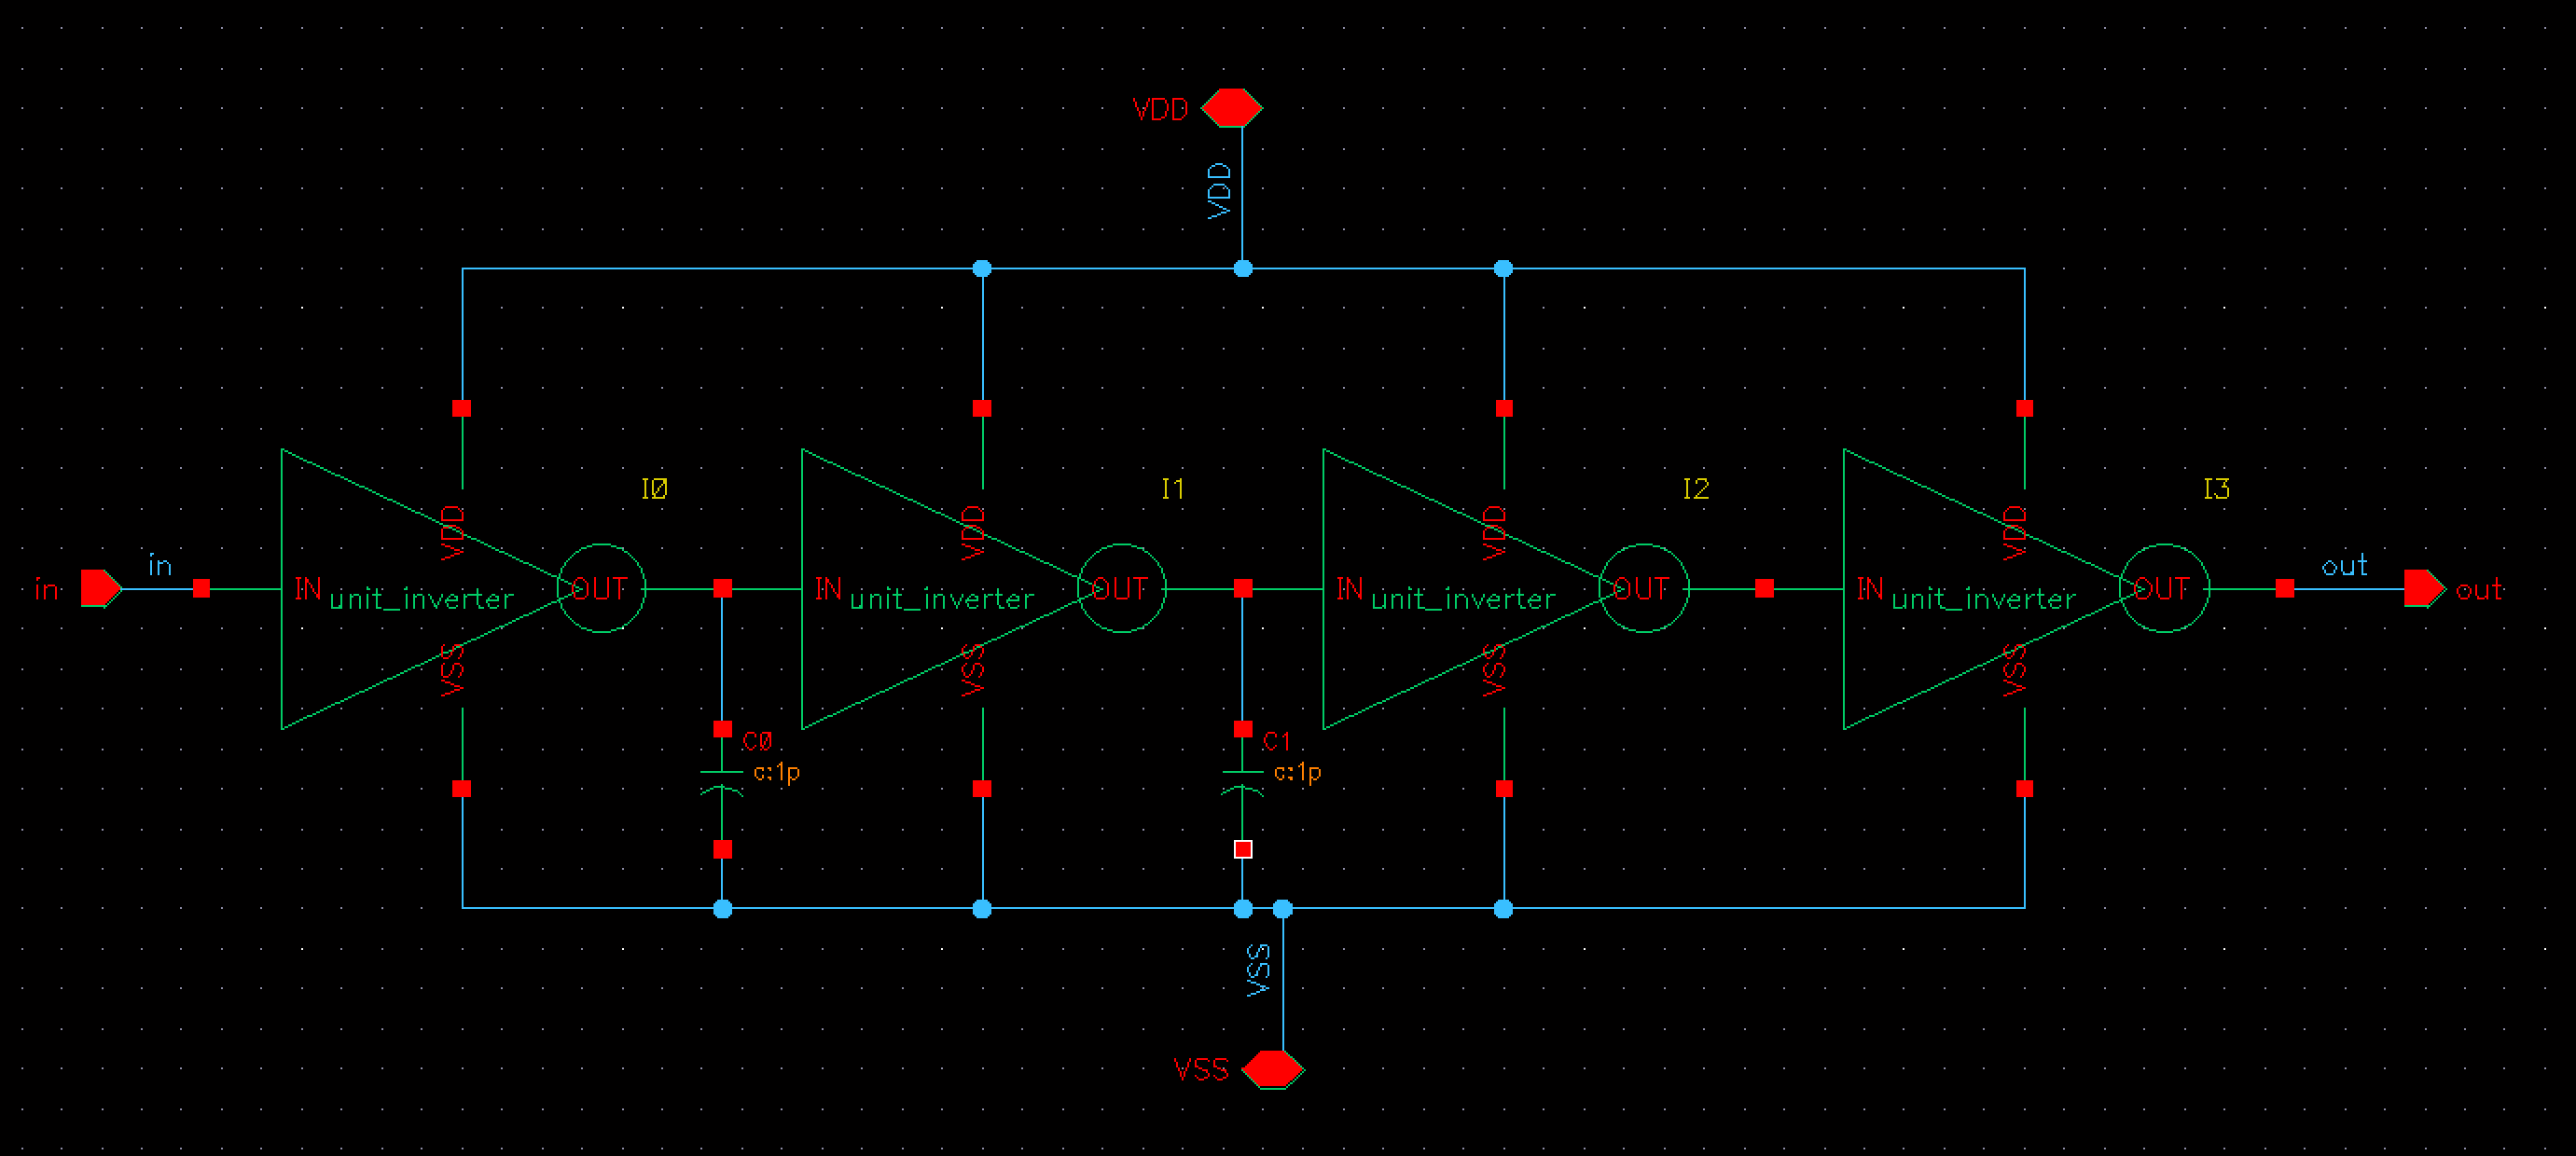 VDD
VDD
I0
I1
I2
I3
VDD
VDD
VDD
VDD
in
in
IN
unit_inverter
OUT
IN
unit_inverter
OUT
IN
unit_inverter
OUT
IN
unit_inverter
OUT
out
out
VSS
VSS
VSS
VSS
C0
c:1p
C1
c:1p
VSS
VSS